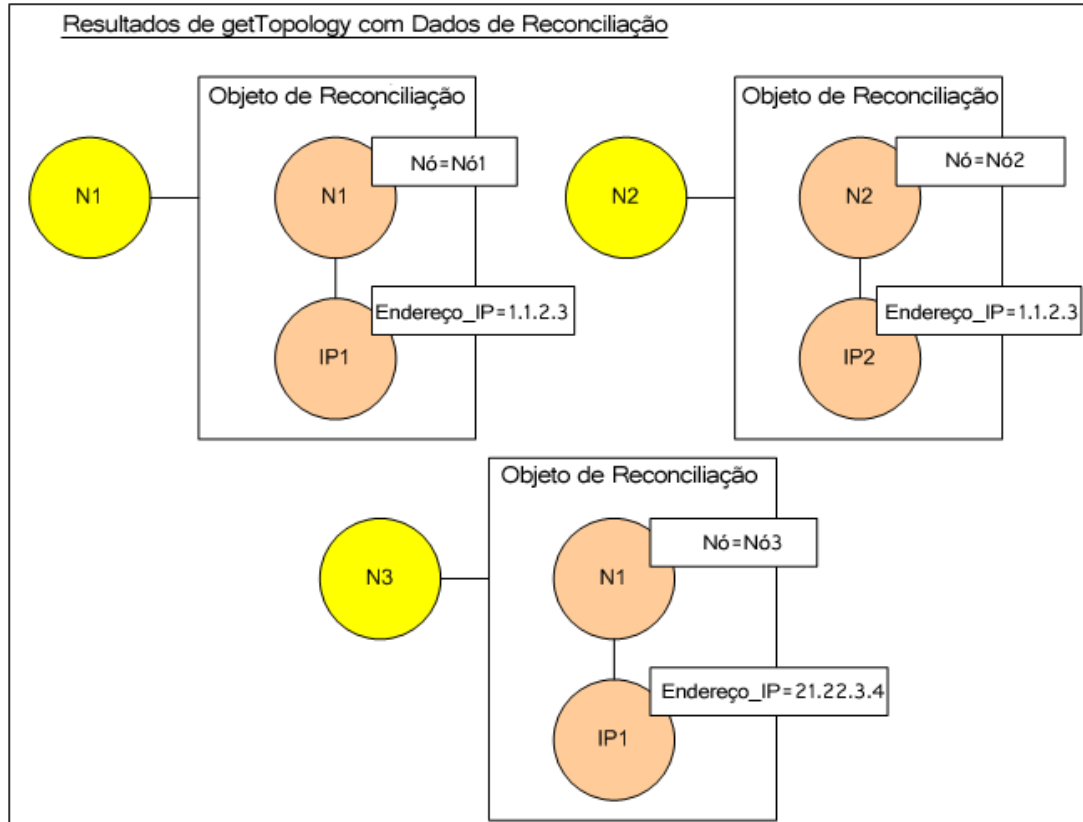 Resultados de getTopology com Dados de Reconciliação
Objeto de Reconciliação
N1
N1
Nó=Nó1
Endereço_IP=1.1.2.3
IP1
Objeto de Reconciliação
N2
N2
Nó=Nó2
Endereço_IP=1.1.2.3
IP2
Objeto de Reconciliação
N3
N1
Nó=Nó3
Endereço_IP=21.22.3.4
IP1